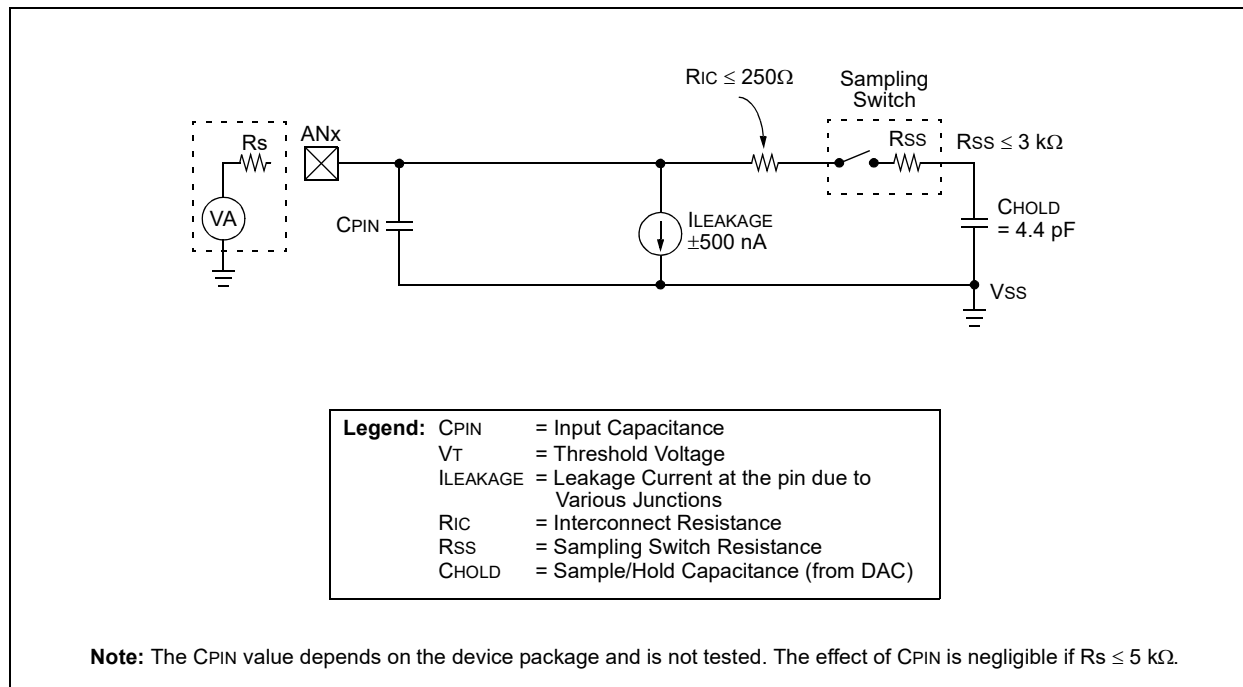 RIC ≤ 250Ω
Sampling
Switch
ANx
Rs
RSS
RSS ≤ 3 kΩ
VA
CPIN
ILEAKAGE
±500 nA
CHOLD
= 4.4 pF
VSS
Legend: CPIN = Input Capacitance
VT = Threshold Voltage
ILEAKAGE = Leakage Current at the pin due to
Various Junctions
RIC = Interconnect Resistance
RSS = Sampling Switch Resistance
CHOLD = Sample/Hold Capacitance (from DAC)
Note: The CPIN value depends on the device package and is not tested. The effect of CPIN is negligible if Rs ≤ 5 kΩ.